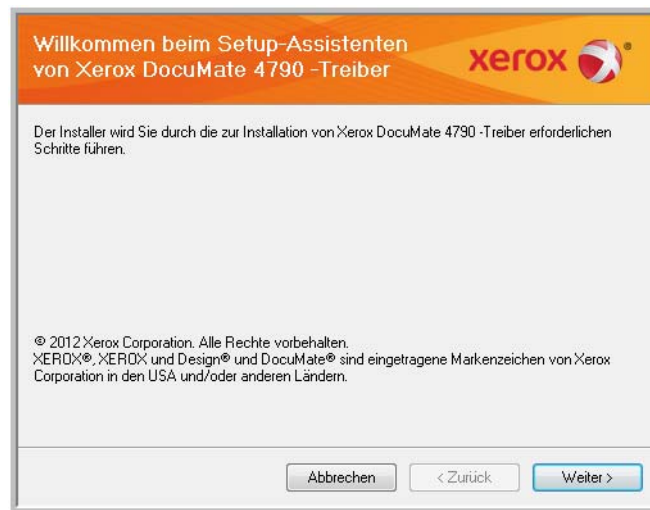 Willkommen beim Setup-Assistenten
von Xerox DocuMate 4790 -Treiber
xerox
Der Installer wird Sie durch die zur Installation von Xerox DocuMate 4790 -Treiber erforderlichen
Schritte führen.
© 2012 Xerox Corporation. Alle Rechte vorbehalten.
XEROX®, XEROX und Design® und DocuMate® sind eingetragene Markenzeichen von Xerox
Corporation in den USA und/oder anderen Ländern.
Abbrechen
< Zurück
Weiter >